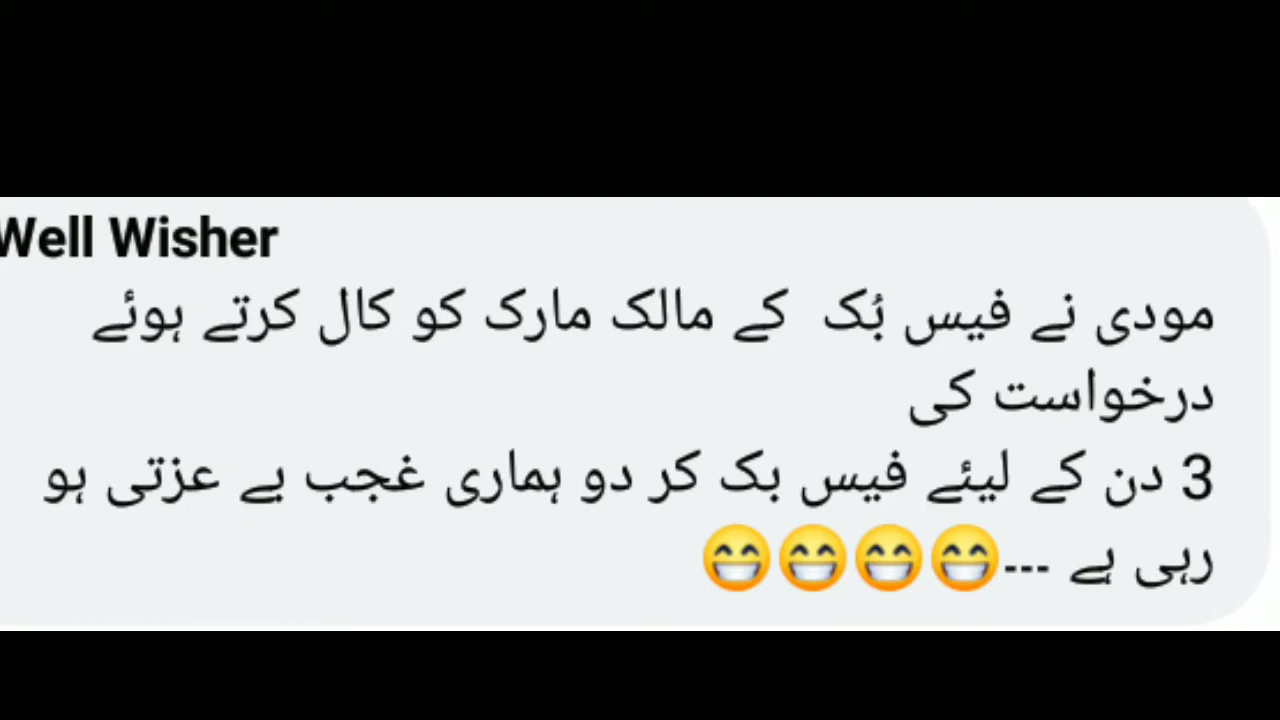 Well Wisher
مودی نے فیس بُک کے مالک مارک کو کال کرتے ہوئے
درخواست کی
3 دن کے لیئے فیس بک کر دو ہماری غجب بے عزتی ہو
رہی ہے ---😁😁😁😁